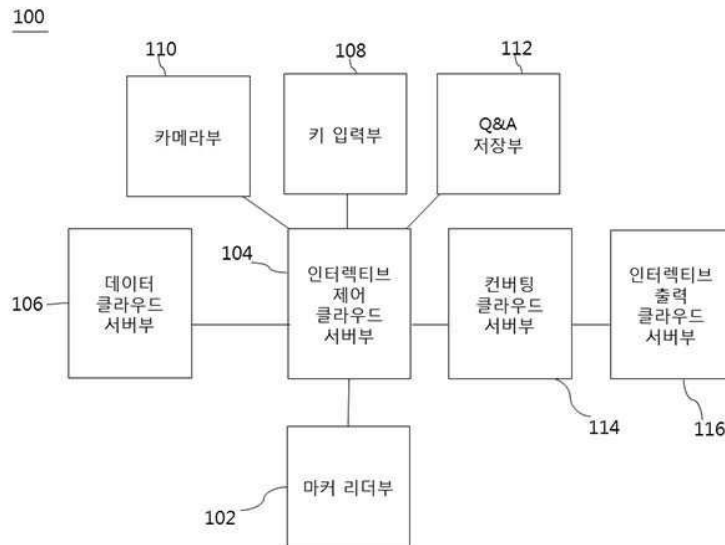 100
110
108
112
카메라부
키 입력부
Q&A
저장부
104
106
데이터
클라우드
서버부
인터렉티브
제어
클라우드
서버부
컨버팅
클라우드
서버부
인터렉티브
출력
클라우드
서버부
114
116
102
마커 리더부